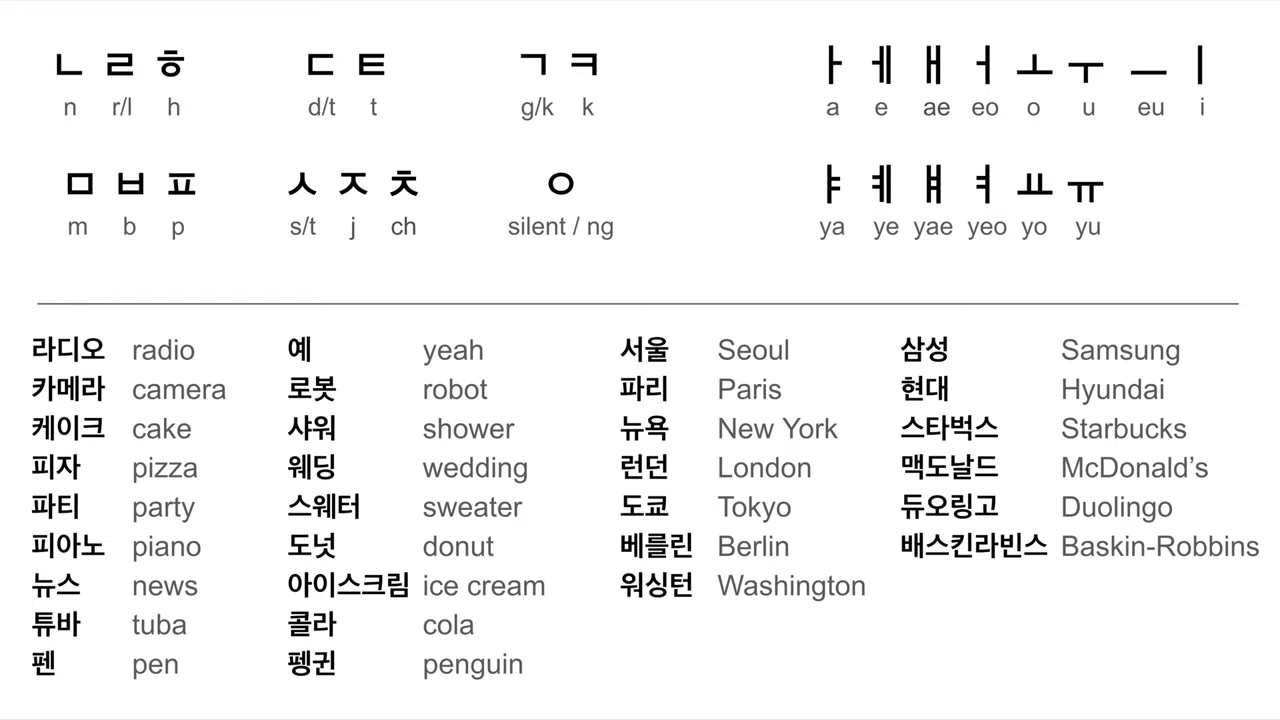 ㄴ ㄹ ㅎ ㄷ ㅌ ㄱ ㅋ ㅏ ㅔ ㅐ ㅓ ㅗ ㅜ ㅡ ㅣ
n r/l h d/t t g/k k a e ae eo o u eu i
ㅁ ㅂ ㅍ ㅅ ㅈ ㅊ ㅇ ㅑ ㅖ ㅒ ㅕ ㅛ ㅠ
m b p s/t j ch silent / ng ya ye yae yeo yo yu
라디오 radio 예 yeah 서울 Seoul 삼성 Samsung
카메라 camera 로봇 robot 파리 Paris 현대 Hyundai
케이크 cake 샤워 shower 뉴욕 New York 스타벅스 Starbucks
피자 pizza 웨딩 wedding 런던 London 맥도날드 McDonald’s
파티 party 스웨터 sweater 도쿄 Tokyo 듀오링고 Duolingo
피아노 piano 도넛 donut 베를린 Berlin 배스킨라빈스 Baskin-Robbins
뉴스 news 아이스크림 ice cream 워싱턴 Washington
튜바 tuba 콜라 cola
펜 pen 펭귄 penguin